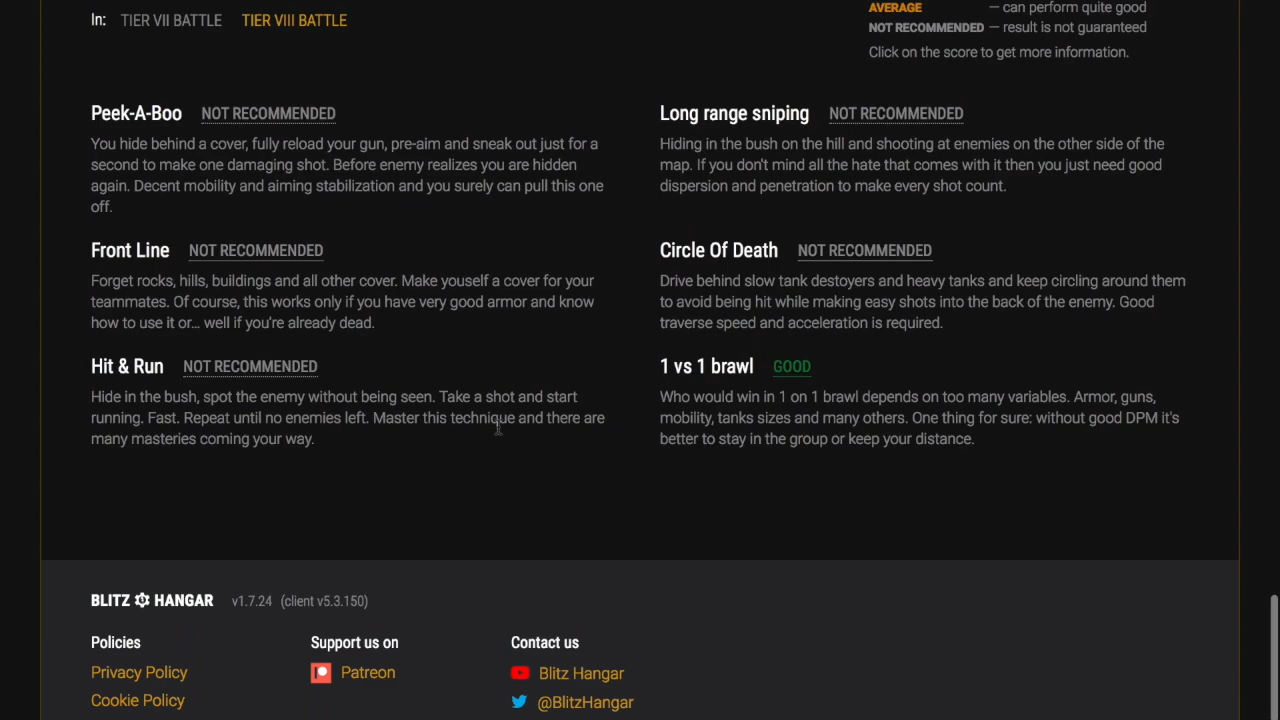 In: TIER VII BATTLE TIER VIII BATTLE
AVERAGE — can perform quite good
NOT RECOMMENDED — result is not guaranteed
Click on the score to get more information.
Peek-A-Boo NOT RECOMMENDED
You hide behind a cover, fully reload your gun, pre-aim and sneak out just for a
second to make one damaging shot. Before enemy realizes you are hidden
again. Decent mobility and aiming stabilization and you surely can pull this one
off.
Long range sniping NOT RECOMMENDED
Hiding in the bush on the hill and shooting at enemies on the other side of the
map. If you don't mind all the hate that comes with it then you just need good
dispersion and penetration to make every shot count.
Front Line NOT RECOMMENDED
Forget rocks, hills, buildings and all other cover. Make youself a cover for your
teammates. Of course, this works only if you have very good armor and know
how to use it or... well if you're already dead.
Circle Of Death NOT RECOMMENDED
Drive behind slow tank destoyers and heavy tanks and keep circling around them
to avoid being hit while making easy shots into the back of the enemy. Good
traverse speed and acceleration is required.
Hit & Run NOT RECOMMENDED
Hide in the bush, spot the enemy without being seen. Take a shot and start
running. Fast. Repeat until no enemies left. Master this technique and there are
many masteries coming your way.
1 vs 1 brawl GOOD
Who would win in 1 on 1 brawl depends on too many variables. Armor, guns,
mobility, tanks sizes and many others. One thing for sure: without good DPM it's
better to stay in the group or keep your distance.
BLITZ HANGAR v1.7.24 (client v5.3.150)
Policies
Privacy Policy
Cookie Policy
Support us on
Patreon
Contact us
Blitz Hangar
@BlitzHangar